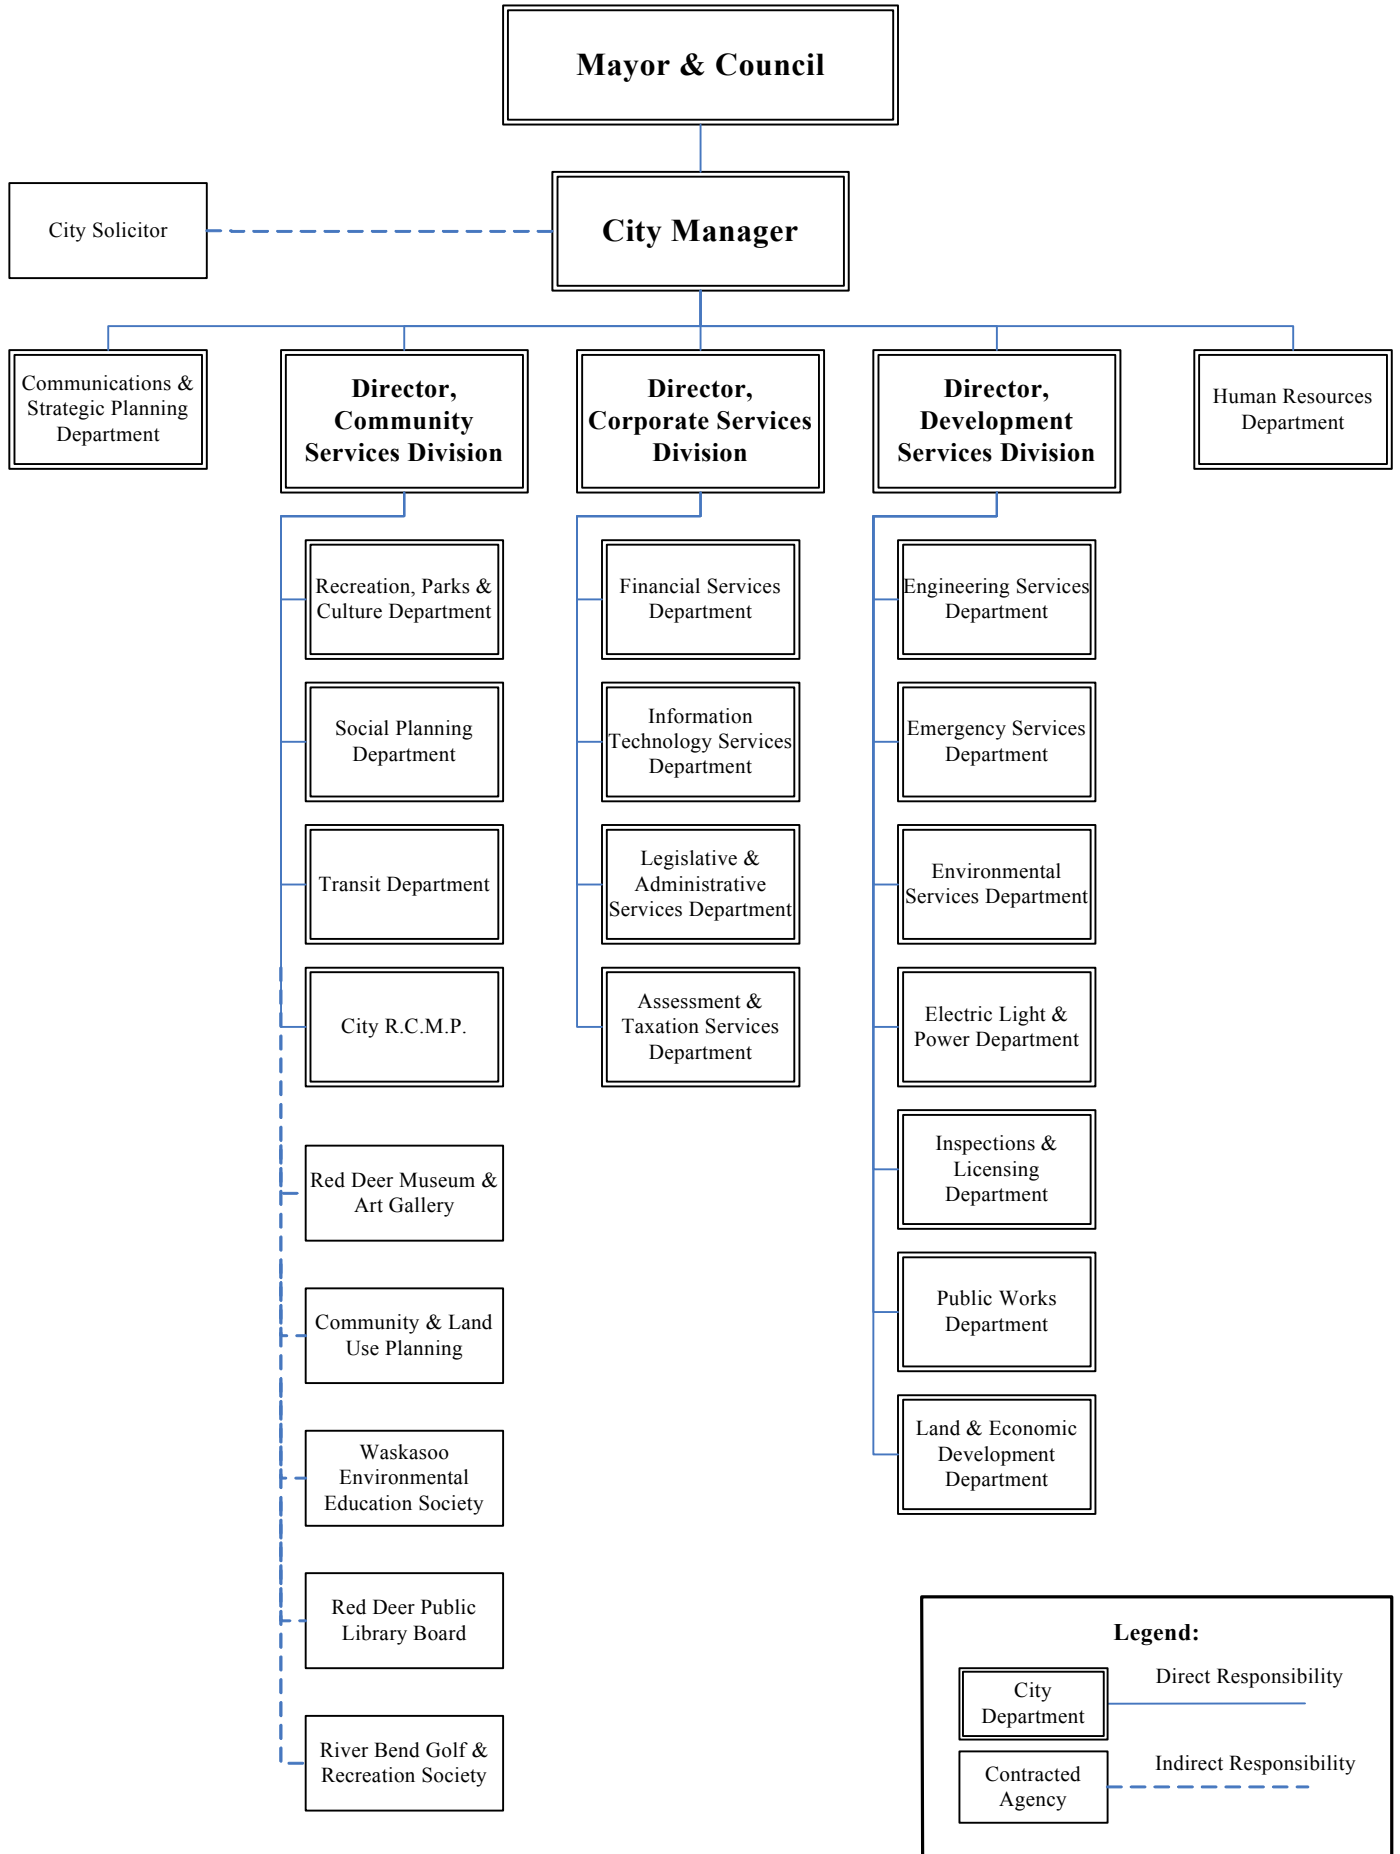 Mayor & Council
City Solicitor
City Manager
Communications &
Strategic Planning
Department
Director,
Community
Services Division
Director,
Corporate Services
Division
Director,
Development
Services Division
Human Resources
Department
Recreation, Parks &
Culture Department
Social Planning
Department
Transit Department
City R.C.M.P.
Red Deer Museum &
Art Gallery
Community & Land
Use Planning
Waskasoo
Environmental
Education Society
Red Deer Public
Library Board
River Bend Golf &
Recreation Society
Financial Services
Department
Information
Technology Services
Department
Legislative &
Administrative
Services Department
Assessment &
Taxation Services
Department
Engineering Services
Department
Emergency Services
Department
Environmental
Services Department
Electric Light &
Power Department
Inspections &
Licensing
Department
Public Works
Department
Land & Economic
Development
Department
Legend:
City
Department
Direct Responsibility
Contracted
Agency
Indirect Responsibility